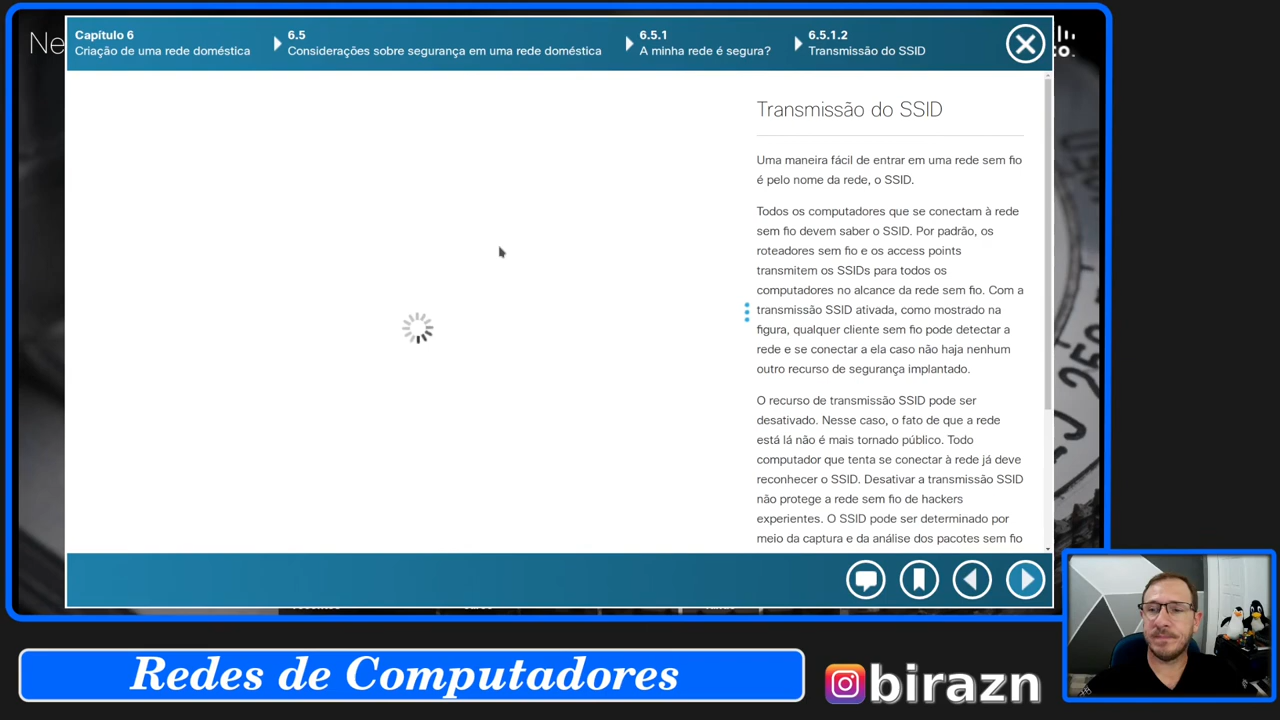 Ne
Capítulo 6
Criação de uma rede doméstica
6.5
Considerações sobre segurança em uma rede doméstica
6.5.1
A minha rede é segura?
6.5.1.2
Transmissão do SSID
Transmissão do SSID
Uma maneira fácil de entrar em uma rede sem fio
é pelo nome da rede, o SSID.
Todos os computadores que se conectam à rede
sem fio devem saber o SSID. Por padrão, os
roteadores sem fio e os access points
transmitem os SSIDs para todos os
computadores no alcance da rede sem fio. Com a
transmissão SSID ativada, como mostrado na
figura, qualquer cliente sem fio pode detectar a
rede e se conectar a ela caso não haja nenhum
outro recurso de segurança implantado.
O recurso de transmissão SSID pode ser
desativado. Nesse caso, o fato de que a rede
está lá não é mais tornado público. Todo
computador que tenta se conectar à rede já deve
reconhecer o SSID. Desativar a transmissão SSID
não protege a rede sem fio de hackers
experientes. O SSID pode ser determinado por
meio da captura e da análise dos pacotes sem fio
Redes de Computadores
birazn